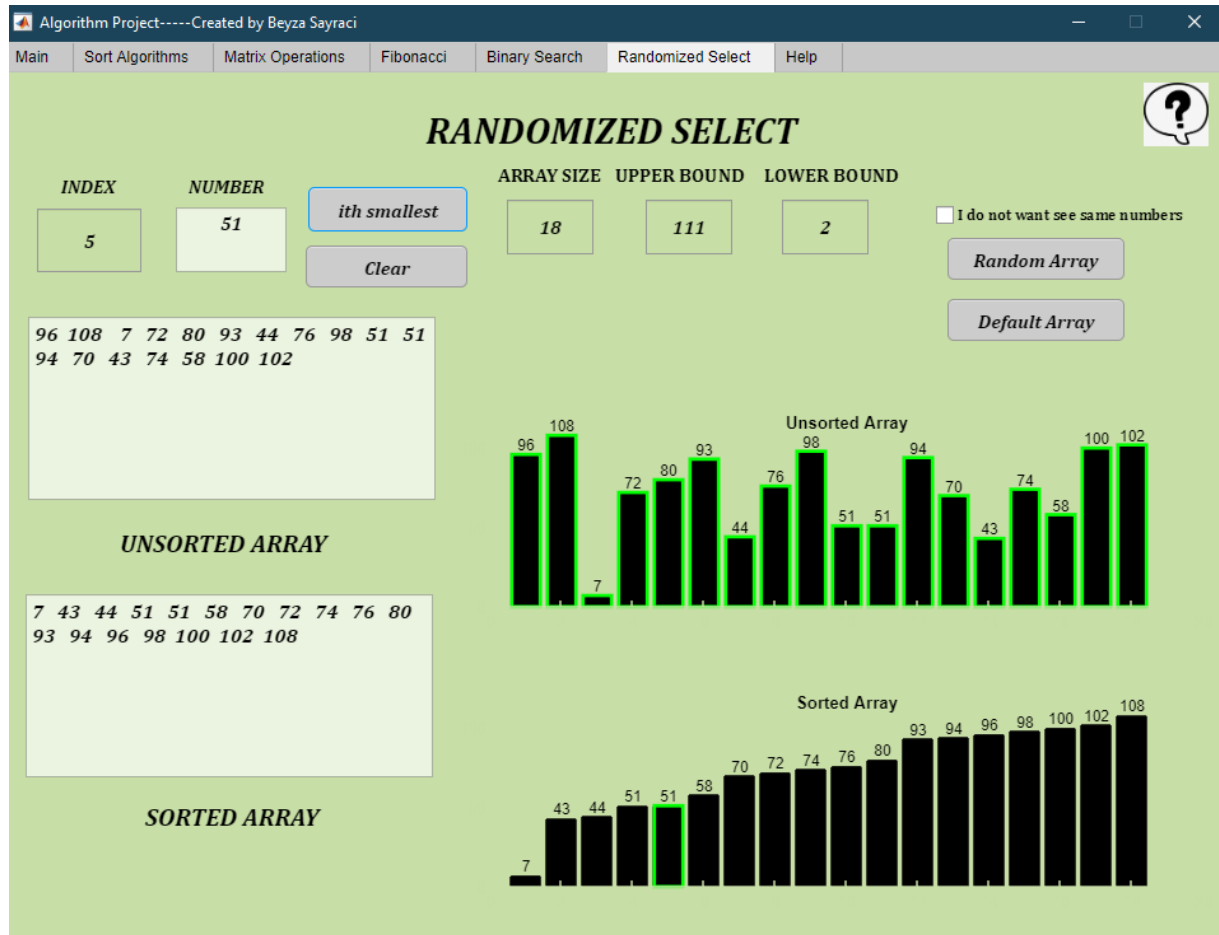 Algorithm Project-----Created by Beyza Sayraci
Main Sort Algorithms Matrix Operations Fibonacci Binary Search Randomized Select Help
?
RANDOMIZED SELECT
INDEX NUMBER
5 51
ith smallest
Clear
ARRAY SIZE UPPER BOUND LOWER BOUND
18 111 2
I do not want see same numbers
Random Array
Default Array
96 108 7 72 80 93 44 76 98 51 51
94 70 43 74 58 100 102
UNSORTED ARRAY
7 43 44 51 51 58 70 72 74 76 80
93 94 96 98 100 102 108
SORTED ARRAY
Unsorted Array
96 108 7 72 80 93 44 76 98 51 51 94 70 43 74 58 100 102
Sorted Array
7 43 44 51 51 58 70 72 74 76 80 93 94 96 98 100 102 108